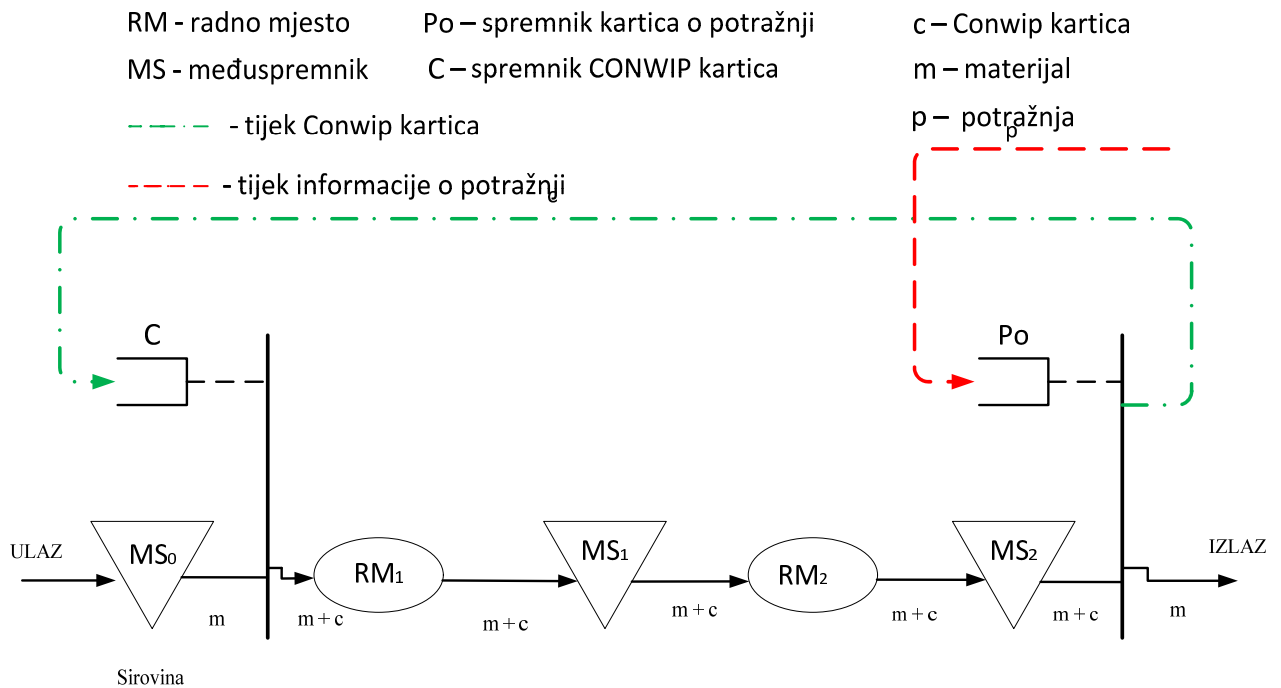 RM - radno mjesto Po – spremnik kartica o potražnji c – Conwip kartica
MS - međuspremnik C – spremnik CONWIP kartica m – materijal
- tijek Conwip kartica p – potražnja
p
- tijek informacije o potražnji
c
C Po
ULAZ MS0 RM1 MS1 RM2 MS2 IZLAZ
m m + c m + c m + c m + c m + c m
Sirovina